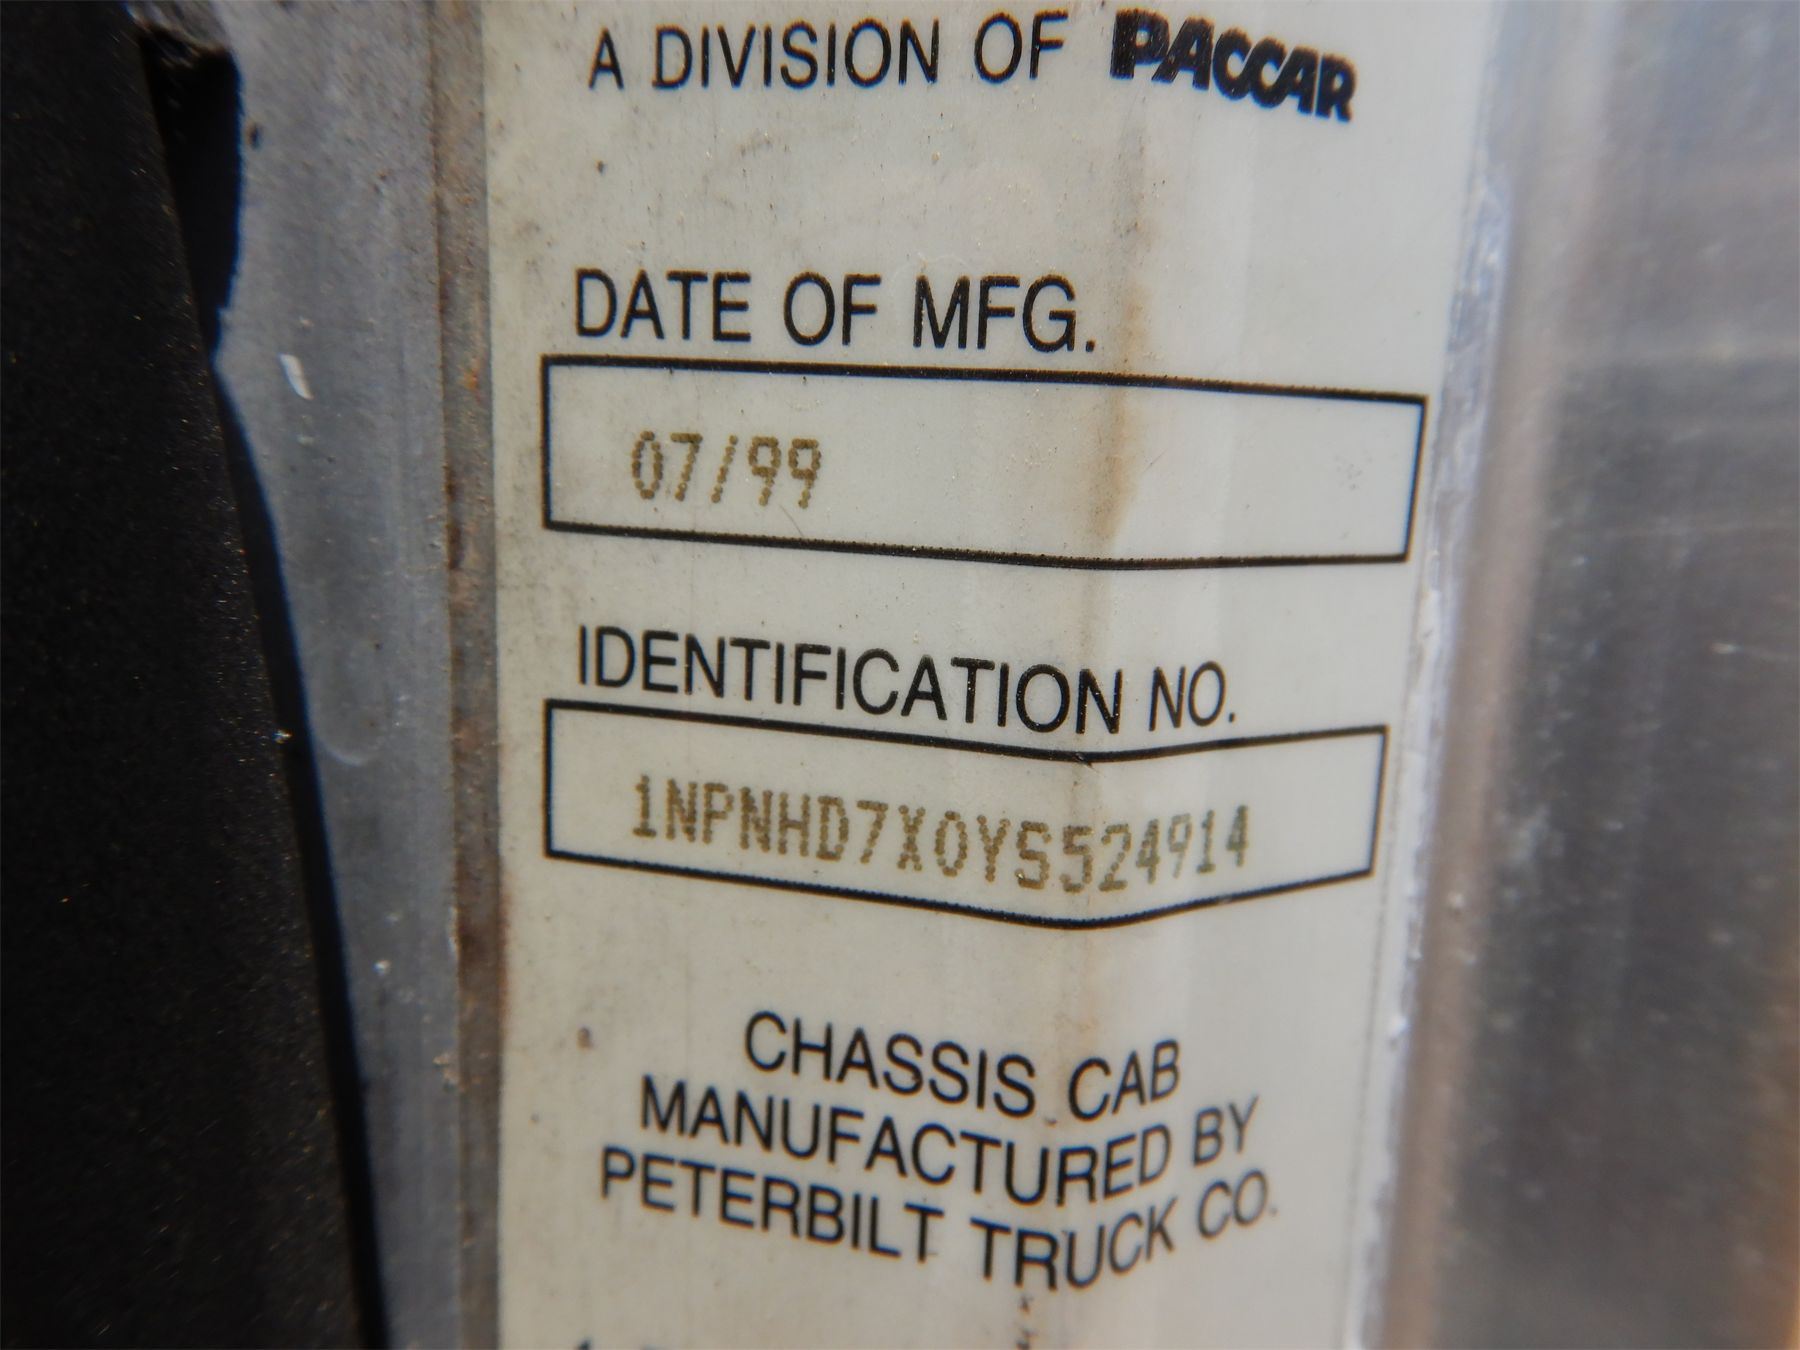 A DIVISION OF PACCAR
DATE OF MFG.
07/99
IDENTIFICATION NO.
1NPNHD7X0YS524914
CHASSIS CAB
MANUFACTURED BY
PETERBILT TRUCK CO.